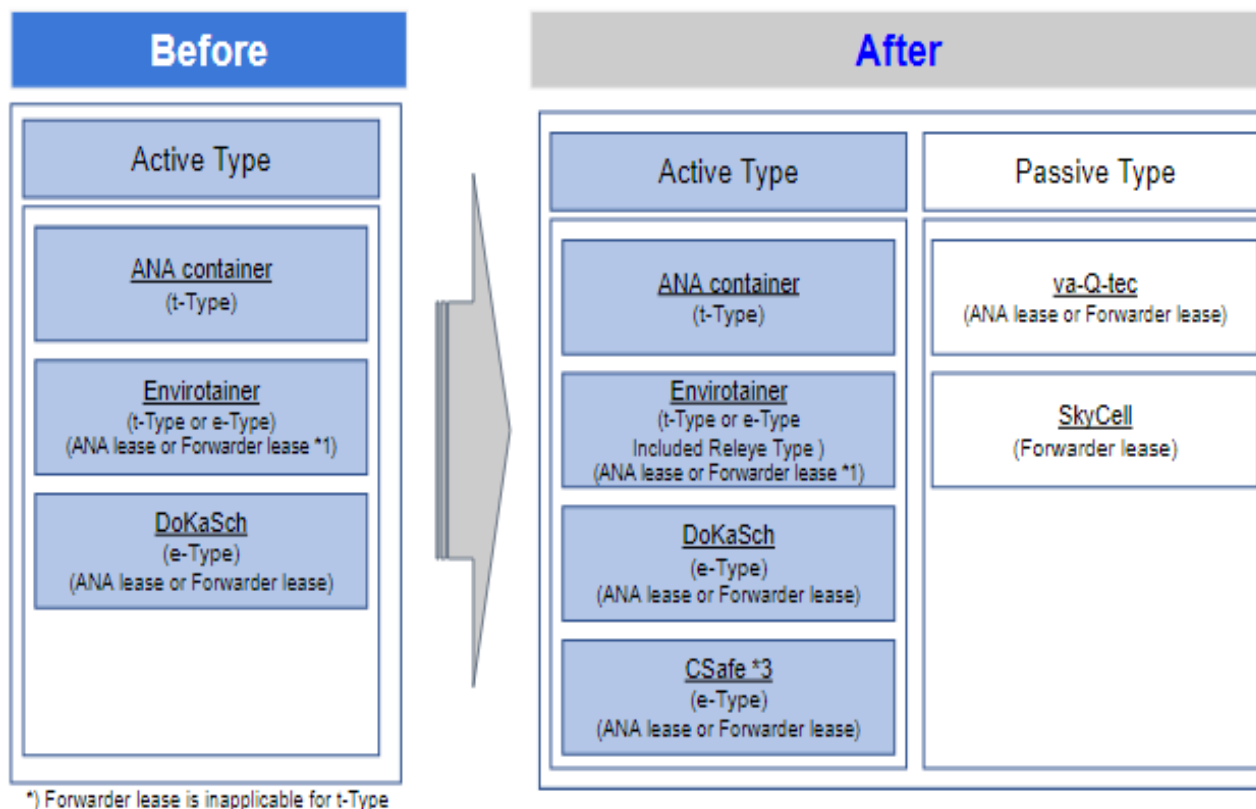 Before
Active Type
ANA container
(t-Type)
Envirotainer
(t-Type or e-Type)
(ANA lease or Forwarder lease *1)
DoKaSch
(e-Type)
(ANA lease or Forwarder lease)
*) Forwarder lease is inapplicable for t-Type
After
Active Type
ANA container
(t-Type)
Envirotainer
(t-Type or e-Type
Included Releye Type )
(ANA lease or Forwarder lease *1)
DoKaSch
(e-Type)
(ANA lease or Forwarder lease)
CSafe *3
(e-Type)
(ANA lease or Forwarder lease)
Passive Type
va-Q-tec
(ANA lease or Forwarder lease)
SkyCell
(Forwarder lease)